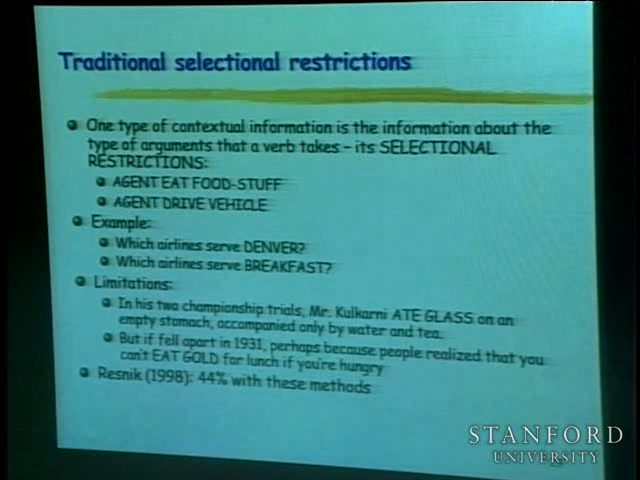 Traditional selectional restrictions
One type of contextual information is the information about the
type of arguments that a verb takes – its SELECTIONAL
RESTRICTIONS:
AGENT EAT FOOD-STUFF
AGENT DRIVE VEHICLE
Example:
Which airlines serve DENVER?
Which airlines serve BREAKFAST?
Limitations:
In his two championship trials, Mr. Kulkarni ATE GLASS on an
empty stomach, accompanied only by water and tea.
But if fell apart in 1931, perhaps because people realized that you
can't EAT GOLD for lunch if you're hungry
Resnik (1998): 44% with these methods
STANFORD
UNIVERSITY